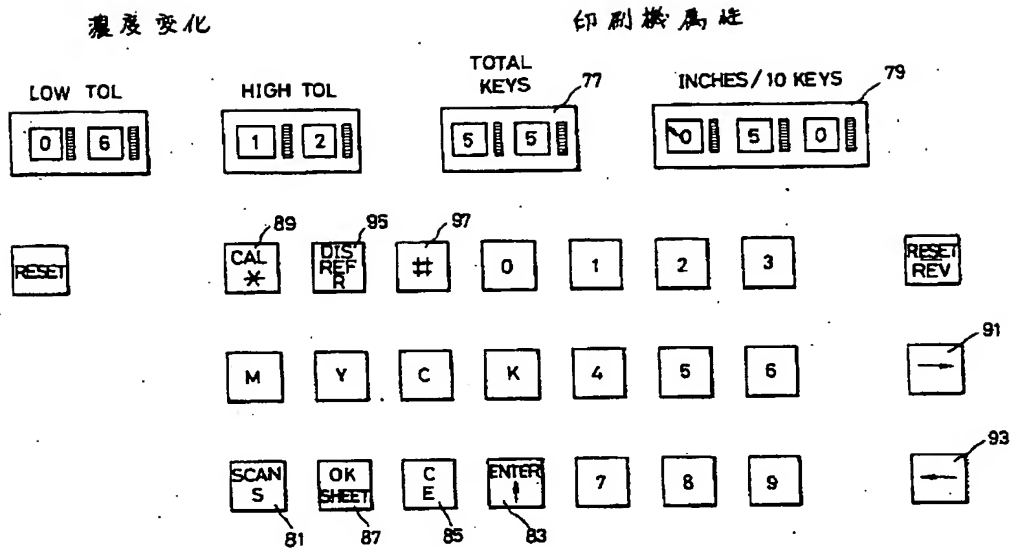 濃度変化 印刷機属性
TOTAL
LOW TOL HIGH TOL KEYS 77 INCHES/10 KEYS 79
0 6 1 2 5 5 0 5 0
89 95 97
RESET CAL * DIS REF R # 0 1 2 3 RESET REV
91
M Y C K 4 5 6 →
93
SCAN S OK SHEET C E ENTER ↑ 7 8 9 ←
81 87 85 83